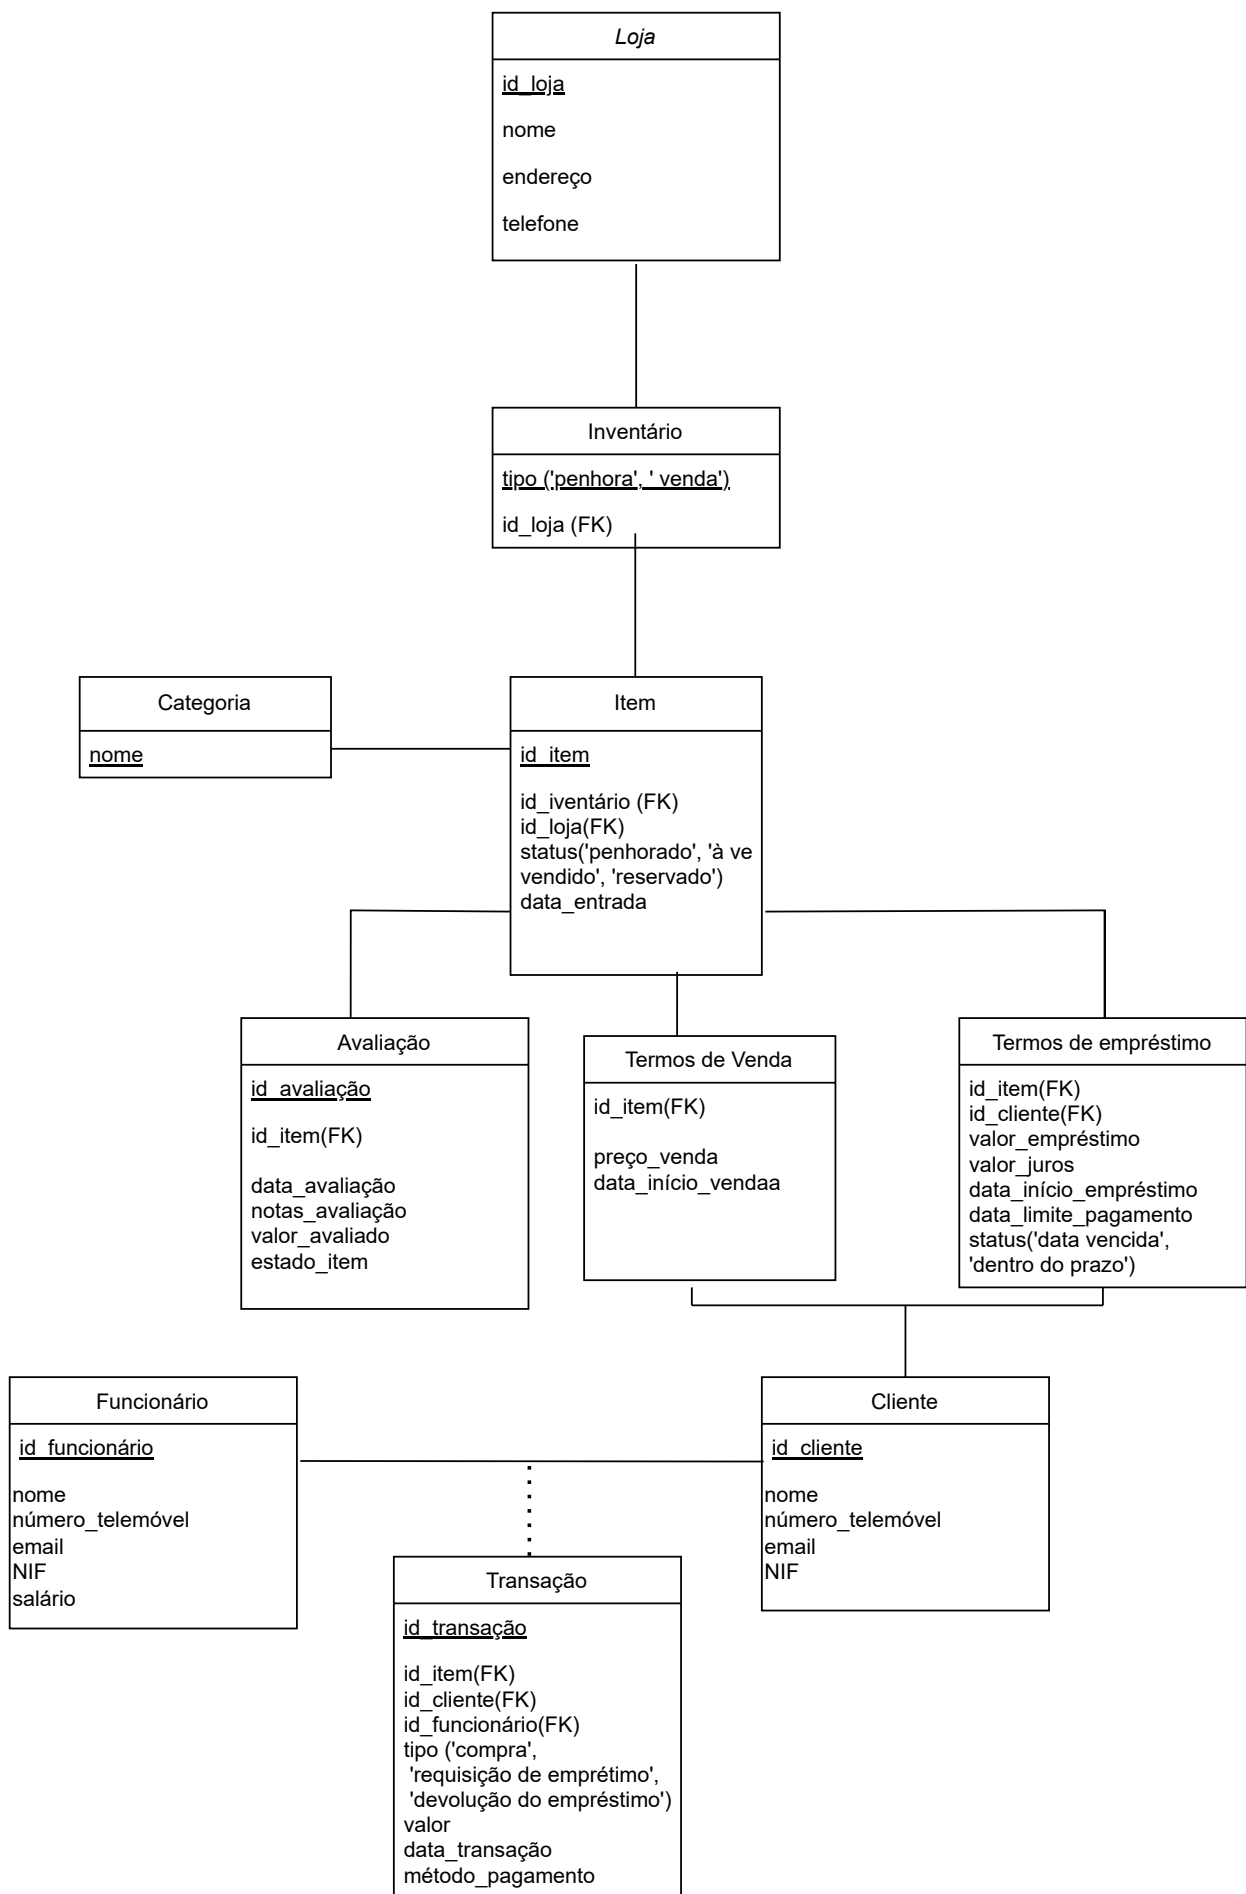 Loja
id_loja
nome
endereço
telefone
Inventário
tipo ('penhora', ' venda')
id_loja (FK)
Categoria
nome
Item
id_item
id_iventário (FK)
id_loja(FK)
status('penhorado', 'à ve
vendido', 'reservado')
data_entrada
Avaliação
id_avaliação
id_item(FK)
data_avaliação
notas_avaliação
valor_avaliado
estado_item
Termos de Venda
id_item(FK)
preço_venda
data_início_vendaa
Termos de empréstimo
id_item(FK)
id_cliente(FK)
valor_empréstimo
valor_juros
data_início_empréstimo
data_limite_pagamento
status('data vencida',
'dentro do prazo')
Funcionário
id_funcionário
nome
número_telemóvel
email
NIF
salário
Cliente
id_cliente
nome
número_telemóvel
email
NIF
Transação
id_transação
id_item(FK)
id_cliente(FK)
id_funcionário(FK)
tipo ('compra',
'requisição de emprétimo',
'devolução do empréstimo')
valor
data_transação
método_pagamento